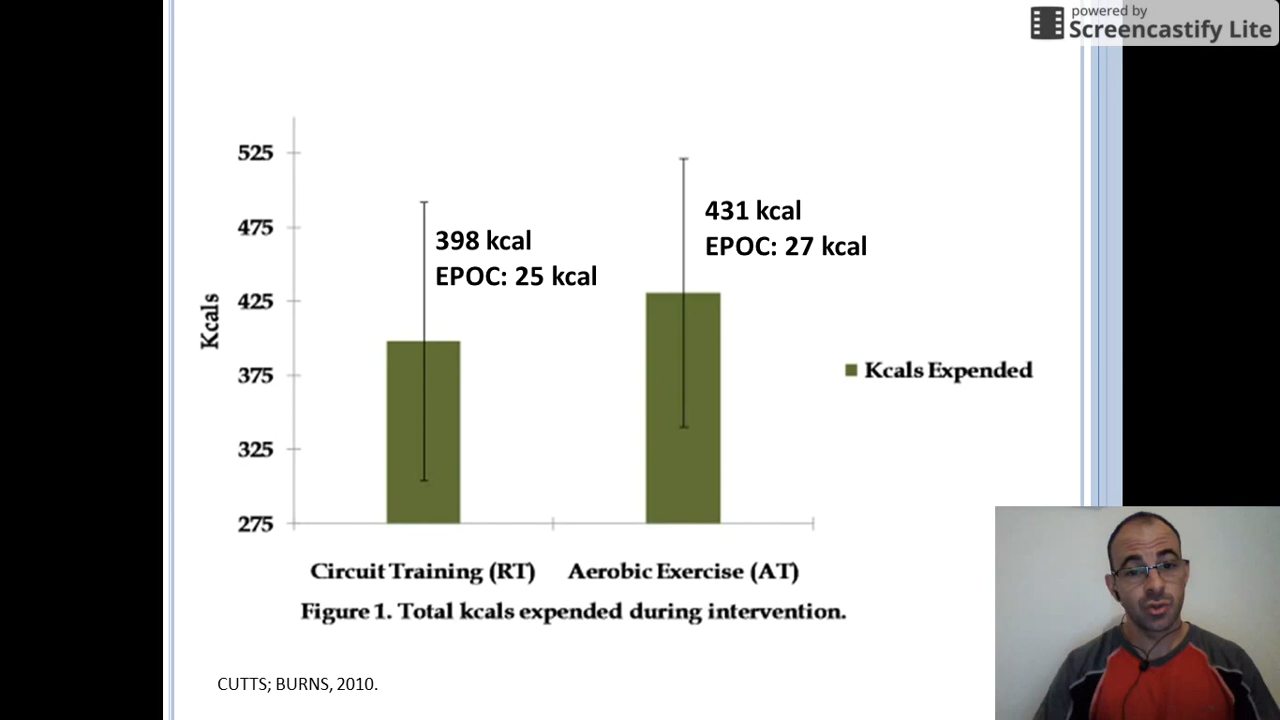 powered by
Screencastify Lite
525
475
425
375
325
275
Kcals
398 kcal
EPOC: 25 kcal
431 kcal
EPOC: 27 kcal
Kcals Expended
Circuit Training (RT)
Aerobic Exercise (AT)
Figure 1. Total kcals expended during intervention.
CUTTS; BURNS, 2010.